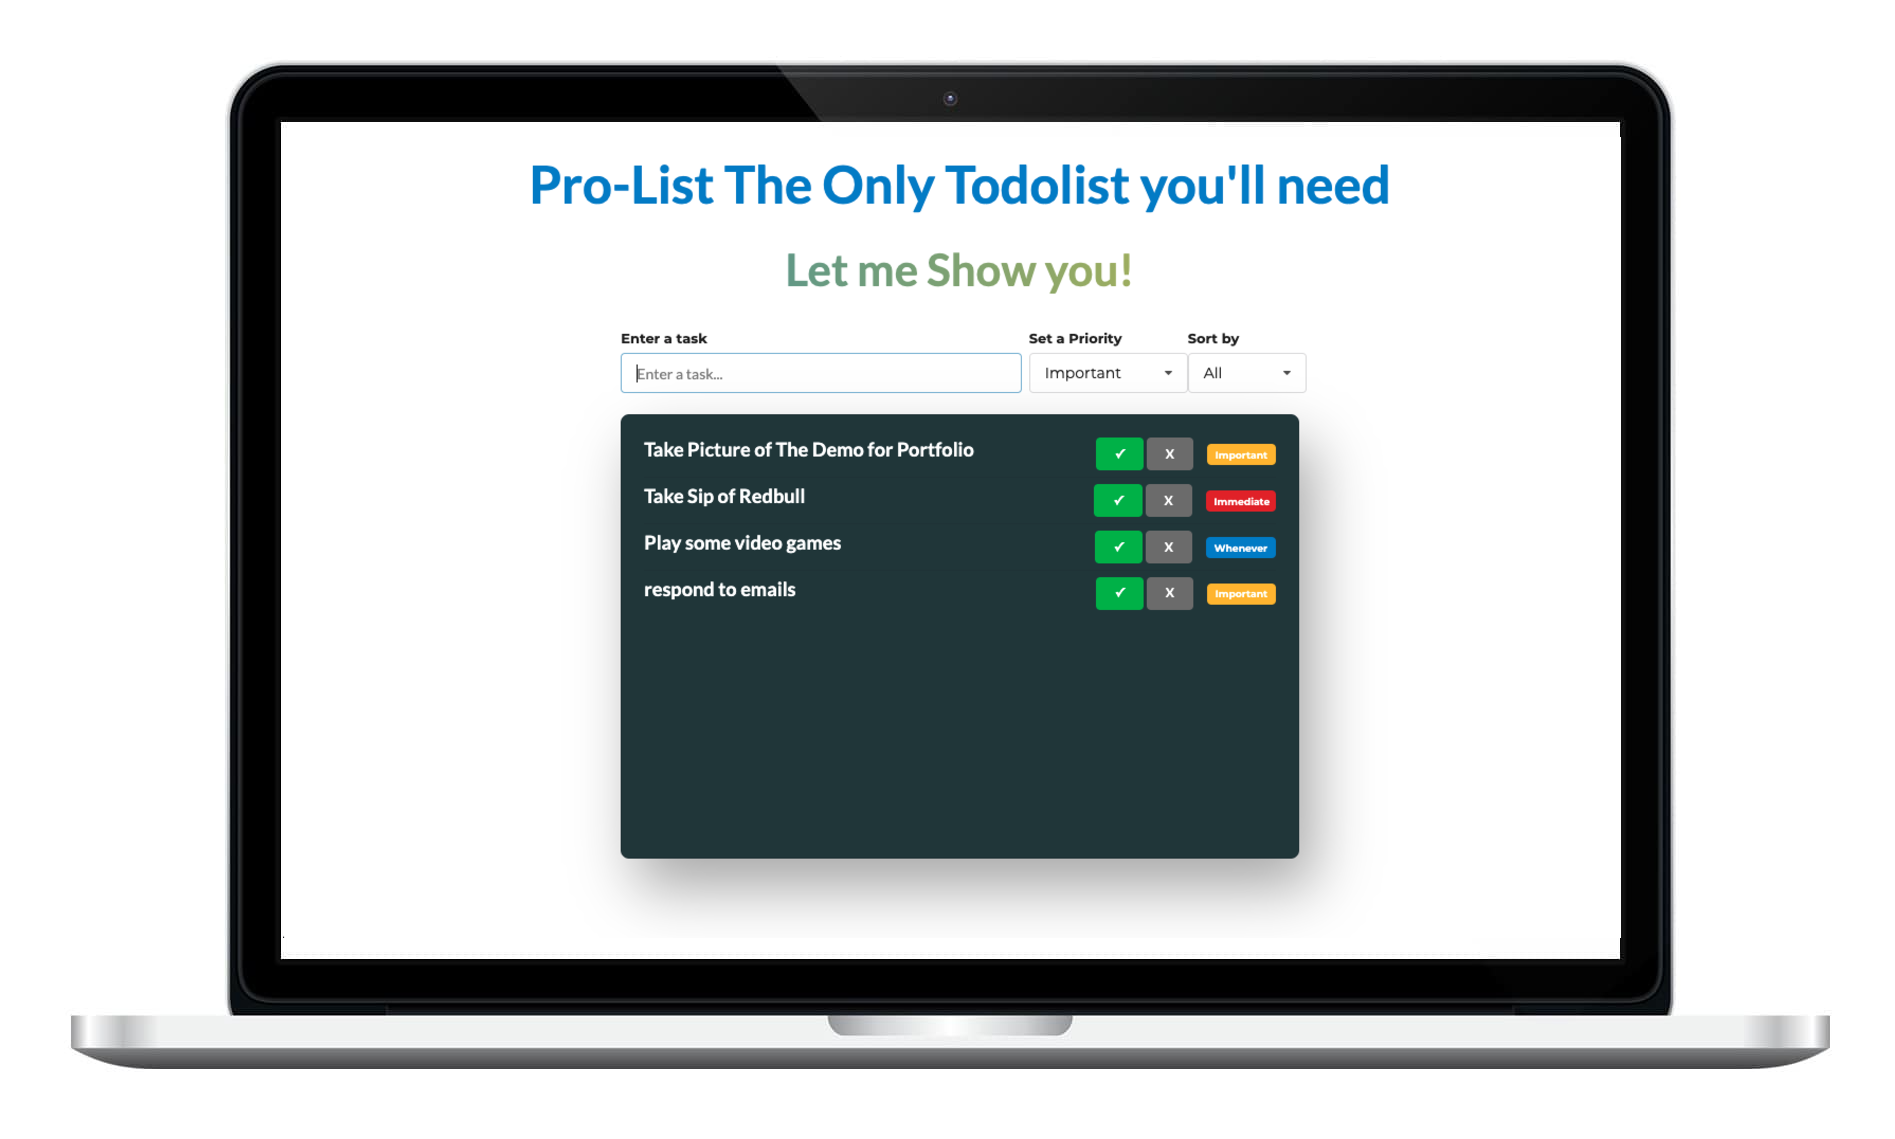 Pro-List The Only Todolist you'll need
Let me Show you!
Enter a task Set a Priority Sort by
Enter a task... Important All
Take Picture of The Demo for Portfolio ✓ X Important
Take Sip of Redbull ✓ X Immediate
Play some video games ✓ X Whenever
respond to emails ✓ X Important